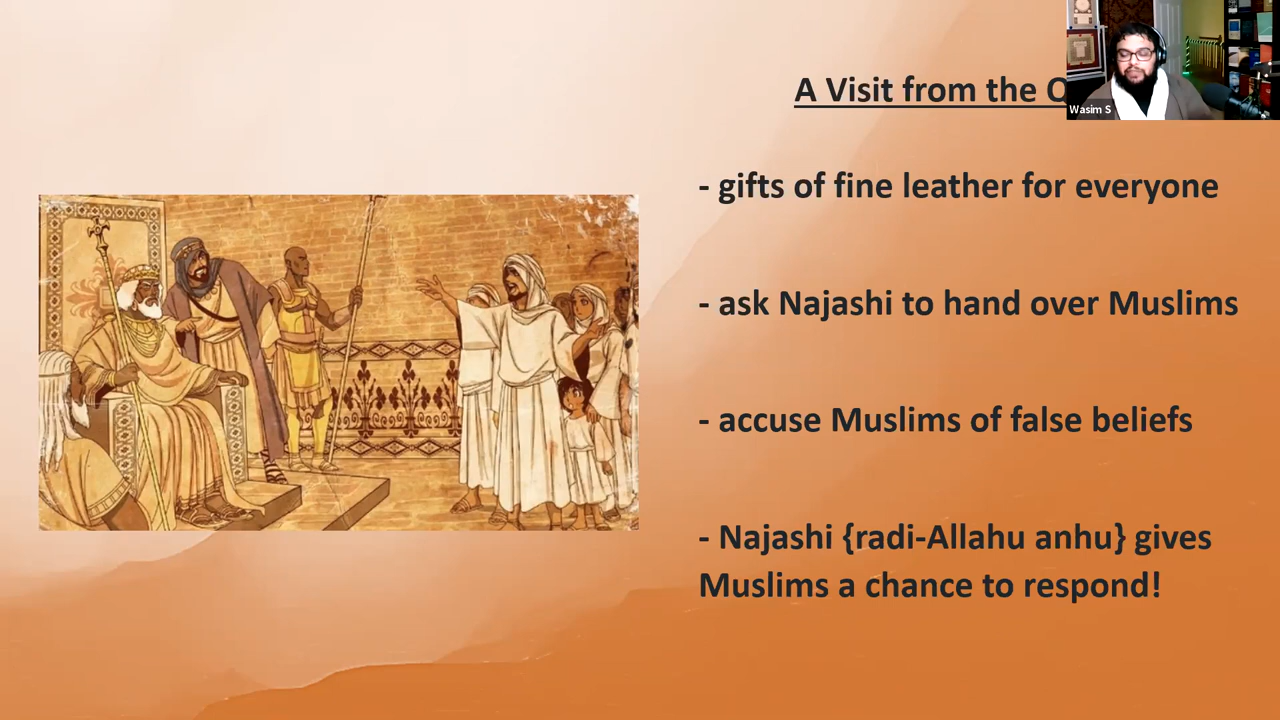 A Visit from the
Wasim S
- gifts of fine leather for everyone
- ask Najashi to hand over Muslims
- accuse Muslims of false beliefs
- Najashi {radi-Allahu anhu} gives
Muslims a chance to respond!